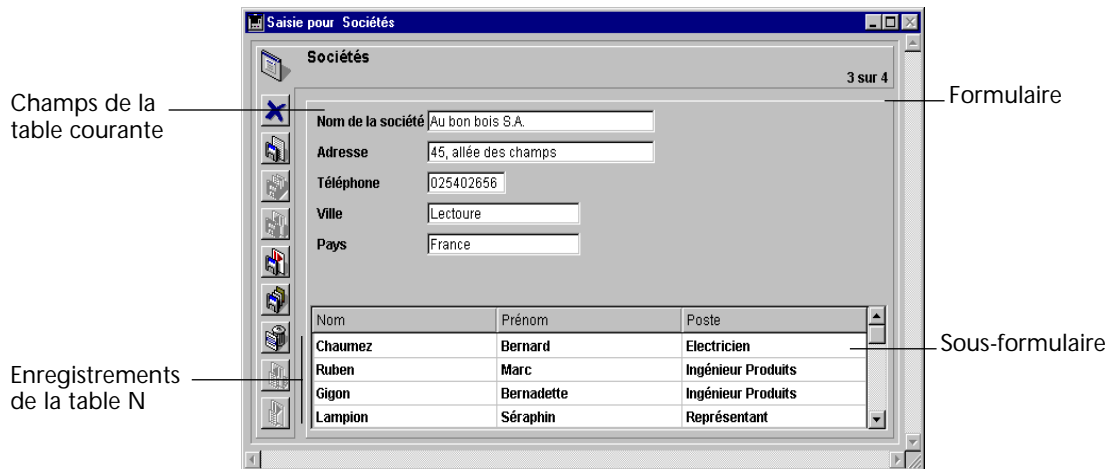 Saisie pour Sociétés
Sociétés
3 sur 4
Champs de la
table courante
Formulaire
Nom de la société Au bon bois S.A.
Adresse 45, allée des champs
Téléphone 025402656
Ville Lectoure
Pays France
Nom Prénom Poste
Chaumez Bernard Electricien
Ruben Marc Ingénieur Produits
Gigon Bernadette Ingénieur Produits
Lampion Séraphin Représentant
Sous-formulaire
Enregistrements
de la table N